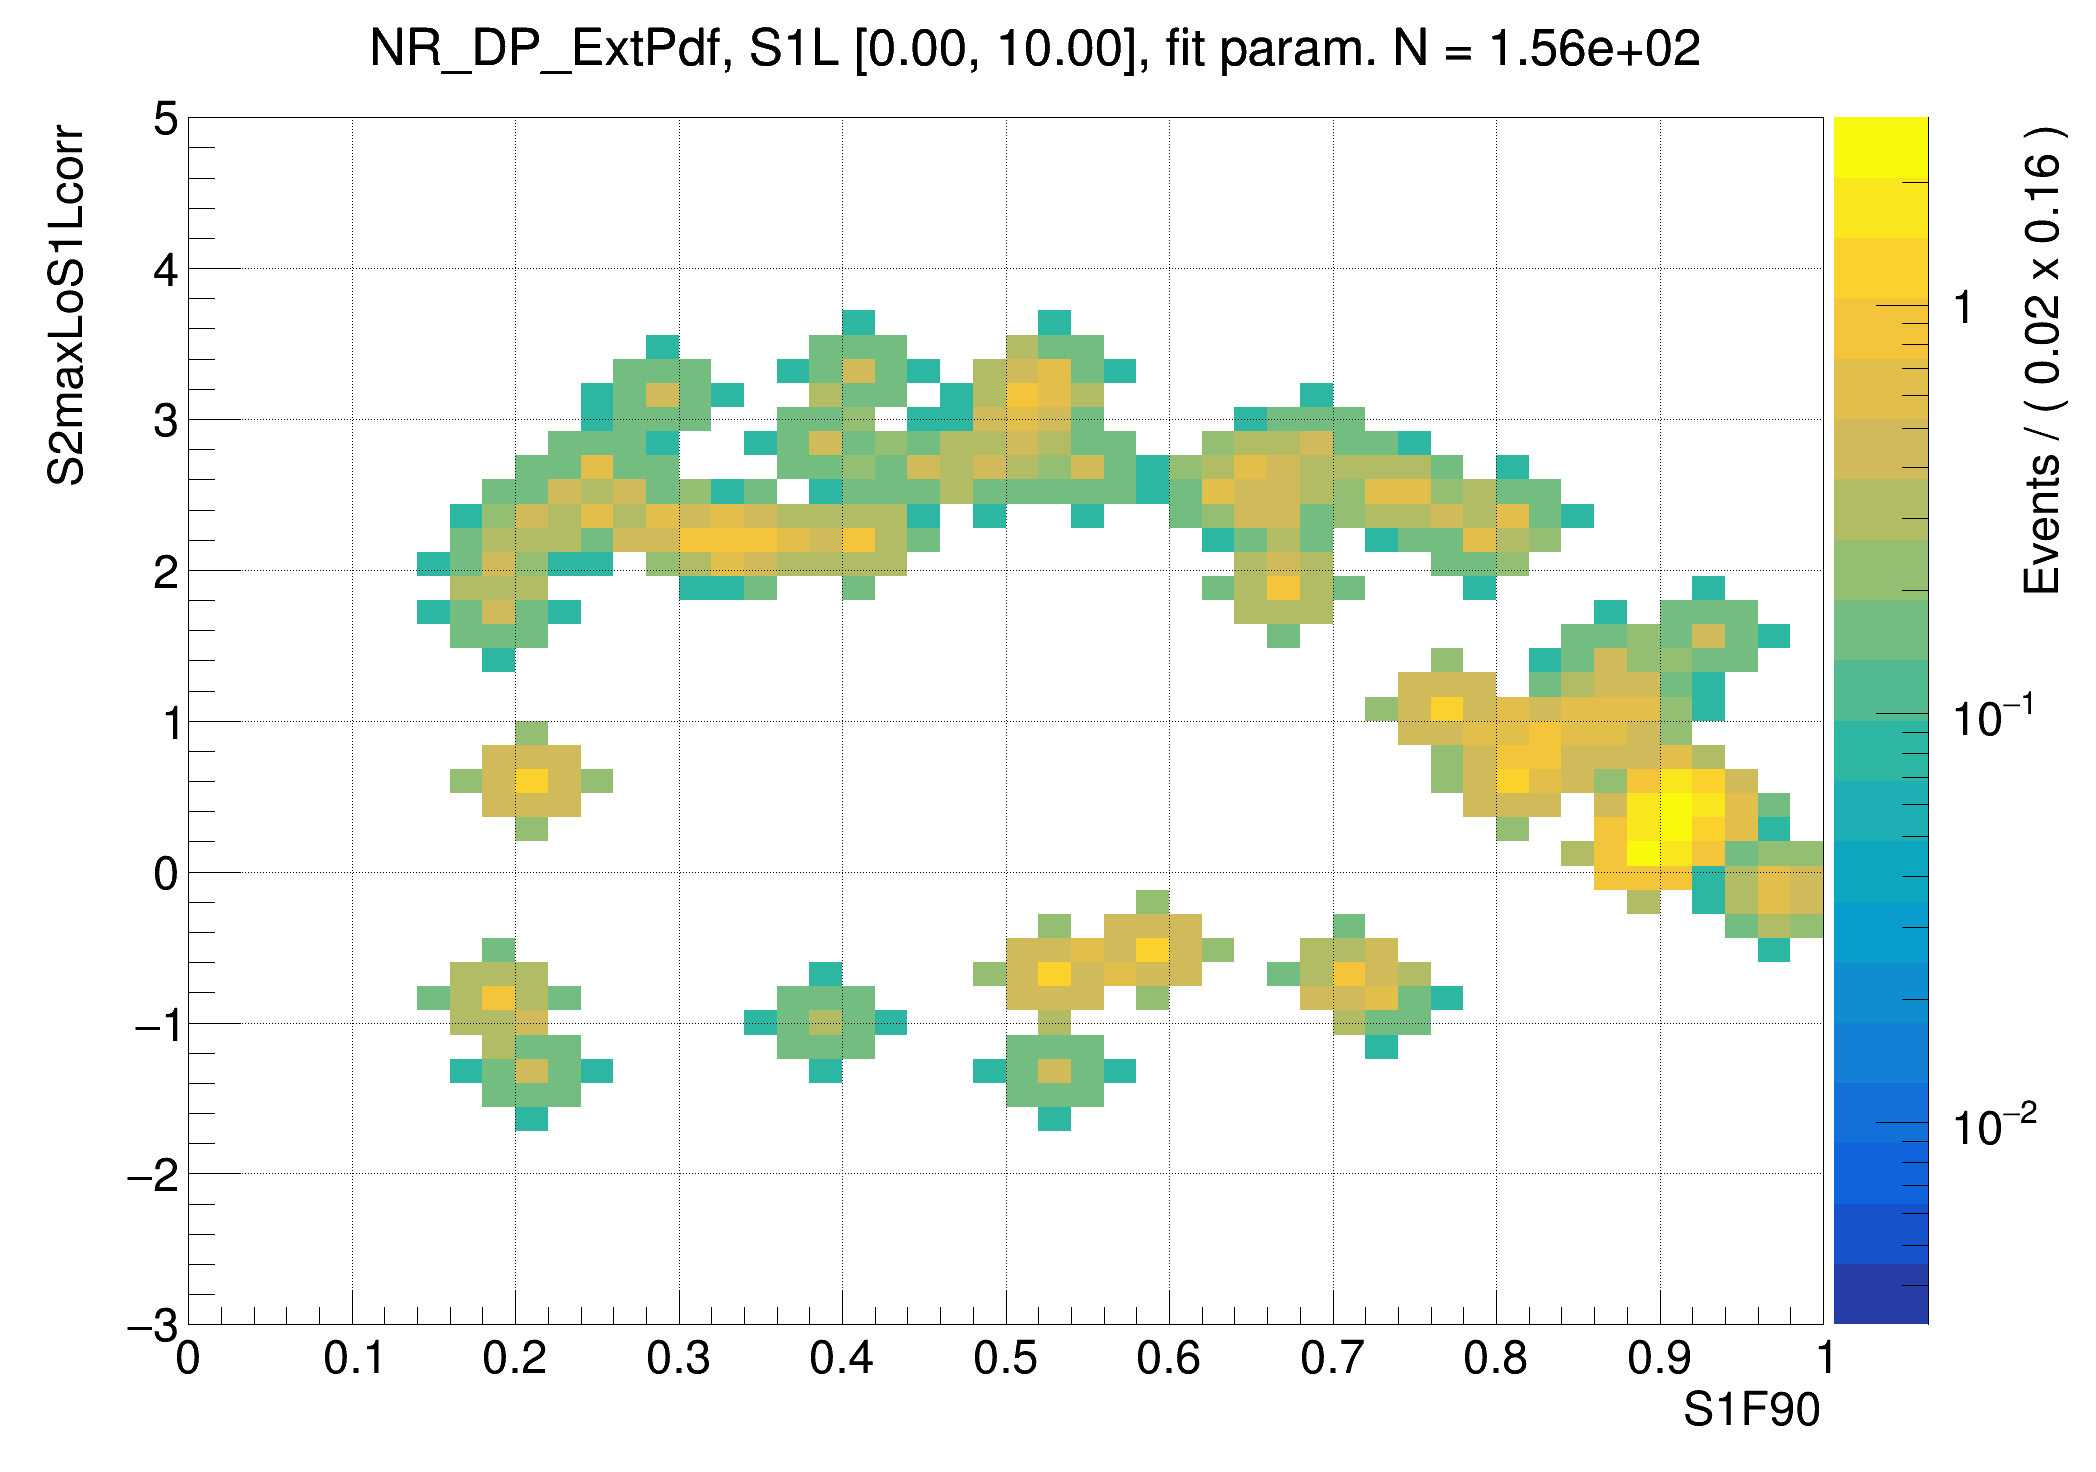 NR_DP_ExtPdf, S1L [0.00, 10.00], fit param. N = 1.56e+02
S2maxLoS1Lcorr
5
4
3
2
1
0
−1
−2
−3
0 0.1 0.2 0.3 0.4 0.5 0.6 0.7 0.8 0.9 1
S1F90
1
10⁻¹
10⁻²
Events / ( 0.02 x 0.16 )